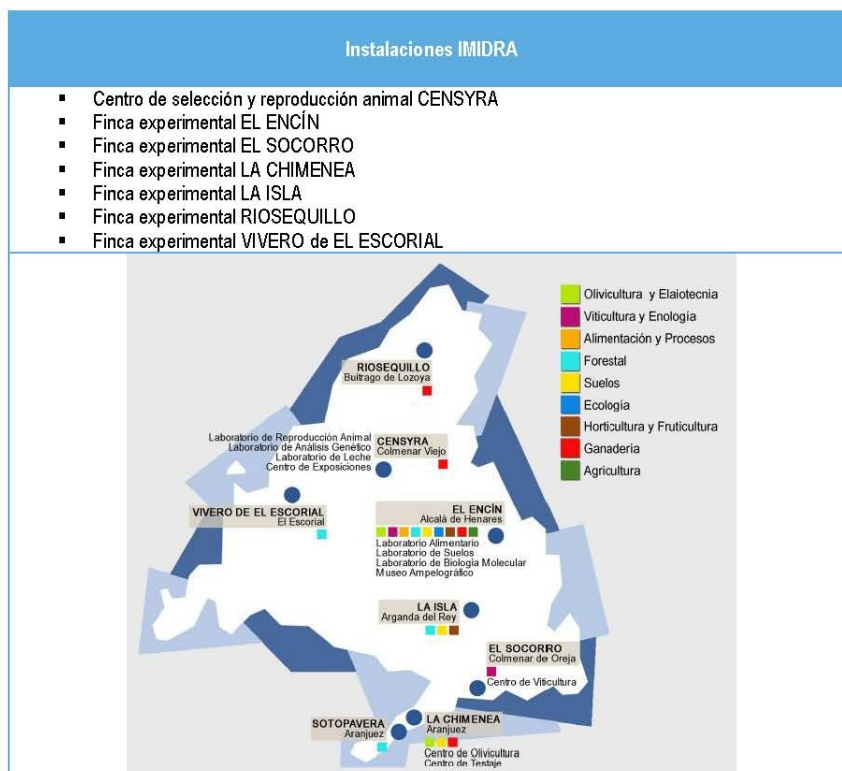 Instalaciones IMIDRA
▪ Centro de selección y reproducción animal CENSYRA
▪ Finca experimental EL ENCÍN
▪ Finca experimental EL SOCORRO
▪ Finca experimental LA CHIMENEA
▪ Finca experimental LA ISLA
▪ Finca experimental RIOSEQUILLO
▪ Finca experimental VIVERO de EL ESCORIAL
Olivicultura y Elaiotecnia
Viticultura y Enología
Alimentación y Procesos
Forestal
Suelos
Ecología
Horticultura y Fruticultura
Ganadería
Agricultura
RIOSEQUILLO
Buitrago de Lozoya
Laboratorio de Reproducción Animal
Laboratorio de Análisis Genético
Laboratorio de Leche
Centro de Exposiciones
CENSYRA
Colmenar Viejo
VIVERO DE EL ESCORIAL
El Escorial
EL ENCÍN
Alcalá de Henares
Laboratorio Alimentario
Laboratorio de Suelos
Laboratorio de Biología Molecular
Museo Ampelográfico
LA ISLA
Arganda del Rey
EL SOCORRO
Colmenar de Oreja
Centro de Viticultura
SOTOPAVERA
Aranjuez
LA CHIMENEA
Aranjuez
Centro de Olivicultura
Centro de Testaje